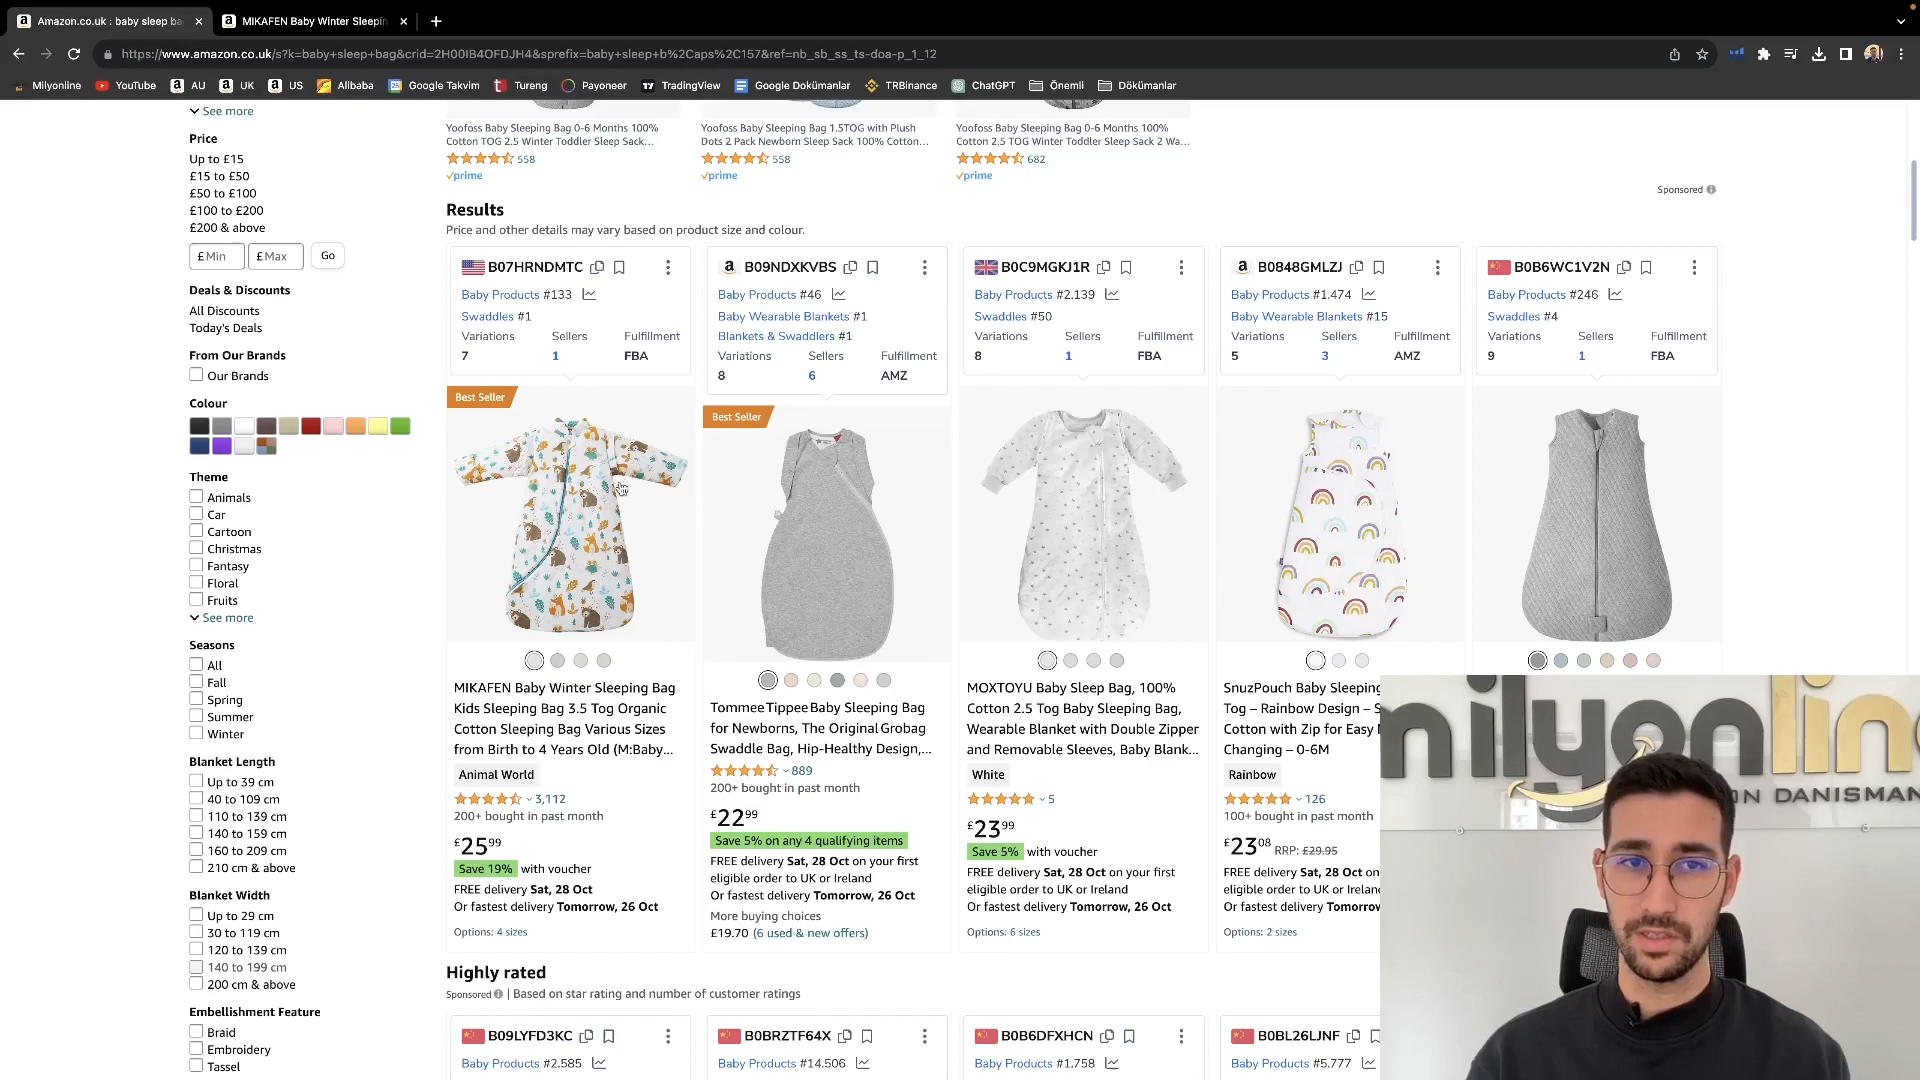 Amazon.co.uk : baby sleep ba
MIKAFEN Baby Winter Sleepin
https://www.amazon.co.uk/s?k=baby+sleep+bag&crid=2H00IB4OFDJH4&sprefix=baby+sleep+b%2Caps%2C157&ref=nb_sb_ss_ts-doa-p_1_12
Milyonline YouTube AU UK US Alibaba Google Takvim Tureng Payoneer TradingView Google Dokümanlar TRBinance ChatGPT Önemli Dökümanlar
See more
Price
Up to £15
£15 to £50
£50 to £100
£100 to £200
£200 & above
£ Min £ Max Go
Deals & Discounts
All Discounts
Today's Deals
From Our Brands
Our Brands
Colour
Theme
Animals
Car
Cartoon
Christmas
Fantasy
Floral
Fruits
See more
Seasons
All
Fall
Spring
Summer
Winter
Blanket Length
Up to 39 cm
40 to 109 cm
110 to 139 cm
140 to 159 cm
160 to 209 cm
210 cm & above
Blanket Width
Up to 29 cm
30 to 119 cm
120 to 139 cm
140 to 199 cm
200 cm & above
Embellishment Feature
Braid
Embroidery
Tassel
Yoofoss Baby Sleeping Bag 0-6 Months 100%
Cotton TOG 2.5 Winter Toddler Sleep Sack...
558
prime
Yoofoss Baby Sleeping Bag 1.5TOG with Plush
Dots 2 Pack Newborn Sleep Sack 100% Cotton...
558
prime
Yoofoss Baby Sleeping Bag 0-6 Months 100%
Cotton 2.5 TOG Winter Toddler Sleep Sack 2 Wa...
682
prime
Sponsored
Results
Price and other details may vary based on product size and colour.
B07HRNDMTC
Baby Products #133
Swaddles #1
Variations Sellers Fulfillment
7 1 FBA
Best Seller
MIKAFEN Baby Winter Sleeping Bag
Kids Sleeping Bag 3.5 Tog Organic
Cotton Sleeping Bag Various Sizes
from Birth to 4 Years Old (M:Baby...
Animal World
3,112
200+ bought in past month
£25.99
Save 19% with voucher
FREE delivery Sat, 28 Oct
Or fastest delivery Tomorrow, 26 Oct
Options: 4 sizes
B09NDXKVBS
Baby Products #46
Baby Wearable Blankets #1
Blankets & Swaddlers #1
Variations Sellers Fulfillment
8 6 AMZ
Best Seller
TommeeTippee Baby Sleeping Bag
for Newborns, The Original Grobag
Swaddle Bag, Hip-Healthy Design,...
889
200+ bought in past month
£22.99
Save 5% on any 4 qualifying items
FREE delivery Sat, 28 Oct on your first
eligible order to UK or Ireland
Or fastest delivery Tomorrow, 26 Oct
More buying choices
£19.70 (6 used & new offers)
B0C9MGKJ1R
Baby Products #2.139
Swaddles #50
Variations Sellers Fulfillment
8 1 FBA
MOXTOYU Baby Sleep Bag, 100%
Cotton 2.5 Tog Baby Sleeping Bag,
Wearable Blanket with Double Zipper
and Removable Sleeves, Baby Blank...
White
5
£23.99
Save 5% with voucher
FREE delivery Sat, 28 Oct on your first
eligible order to UK or Ireland
Or fastest delivery Tomorrow, 26 Oct
Options: 6 sizes
B0848GMLZJ
Baby Products #1.474
Baby Wearable Blankets #15
Variations Sellers Fulfillment
5 3 AMZ
SnuzPouch Baby Sleeping
Tog – Rainbow Design – S
Cotton with Zip for Easy
Changing – 0-6M
Rainbow
126
100+ bought in past month
£23.08 RRP: £29.95
FREE delivery Sat, 28 Oct on
eligible order to UK or Ireland
Or fastest delivery Tomorrow
Options: 2 sizes
B0B6WC1V2N
Baby Products #246
Swaddles #4
Variations Sellers Fulfillment
9 1 FBA
Highly rated
Sponsored | Based on star rating and number of customer ratings
B09LYFD3KC
Baby Products #2.585
B0BRZTF64X
Baby Products #14.506
B0B6DFXHCN
Baby Products #1.758
B0BL26LJNF
Baby Products #5.777
milyonline
ON DANISMAN